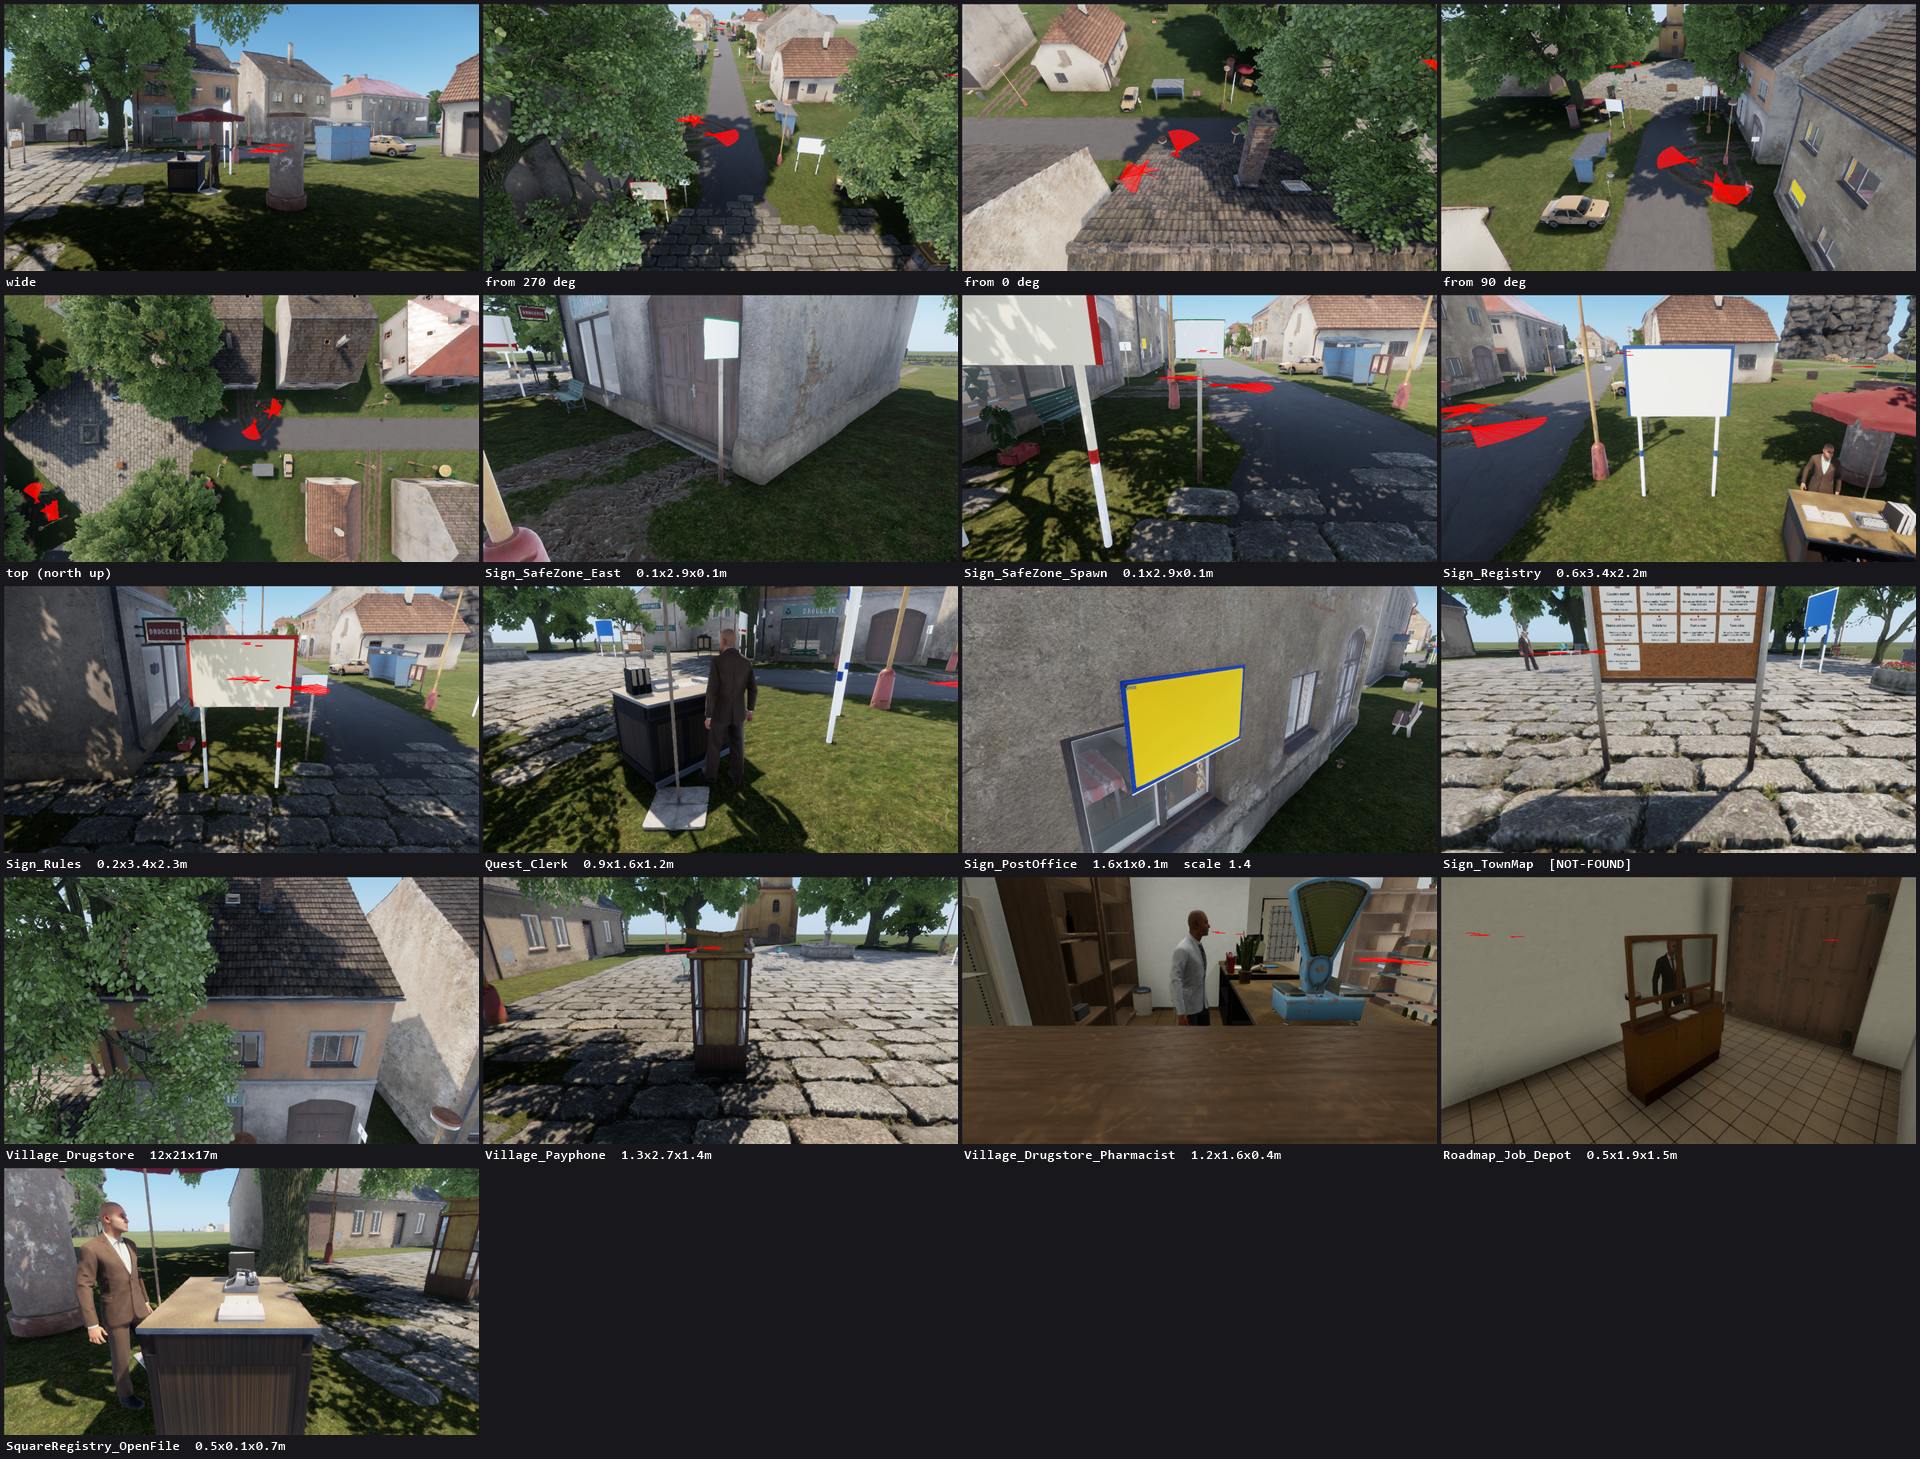 wide
from 270 deg
from 0 deg
from 90 deg
DROGERIE
top (north up)
Sign_SafeZone_East 0.1x2.9x0.1m
Sign_SafeZone_Spawn 0.1x2.9x0.1m
Sign_Registry 0.6x3.4x2.2m
DROGERIE
DROGERIE
Sign_Rules 0.2x3.4x2.3m
Quest_Clerk 0.9x1.6x1.2m
Sign_PostOffice 1.6x1x0.1m scale 1.4
Sign_TownMap [NOT-FOUND]
Village_Drugstore 12x21x17m
Village_Payphone 1.3x2.7x1.4m
Village_Drugstore_Pharmacist 1.2x1.6x0.4m
Roadmap_Job_Depot 0.5x1.9x1.5m
SquareRegistry_OpenFile 0.5x0.1x0.7m